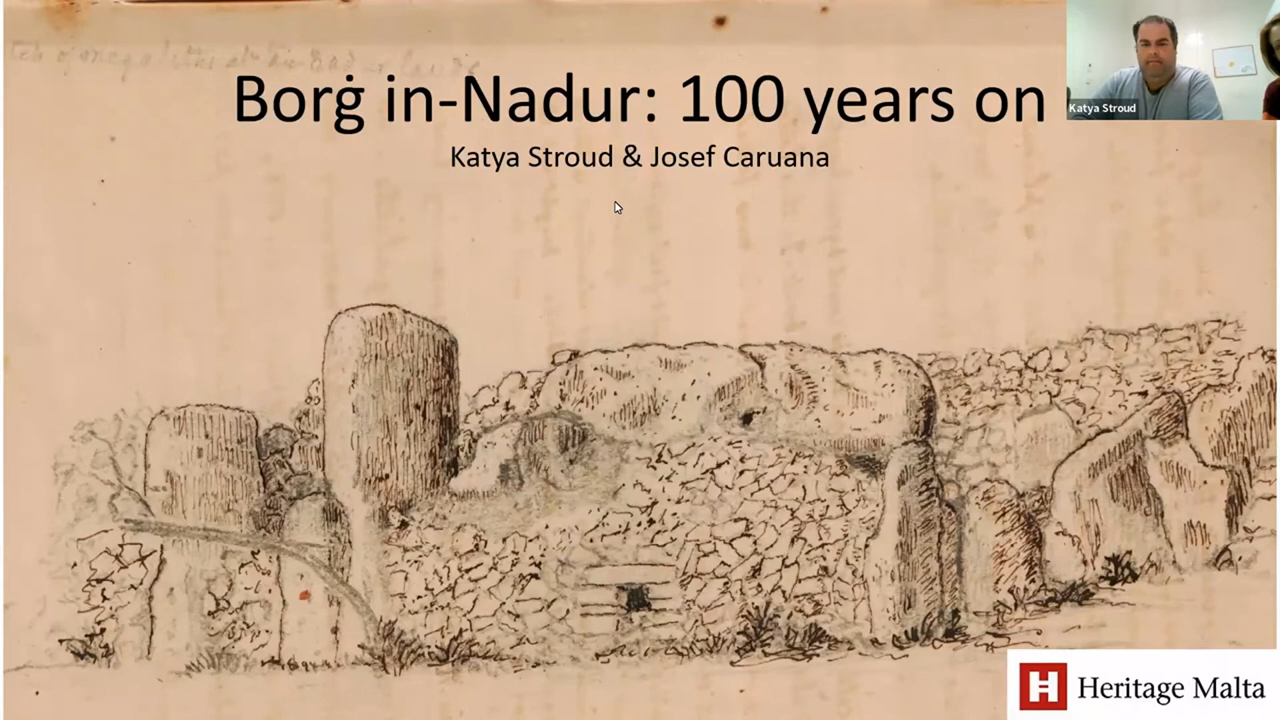 Borġ in-Nadur: 100 years on
Katya Stroud & Josef Caruana
Katya Stroud
Heritage Malta